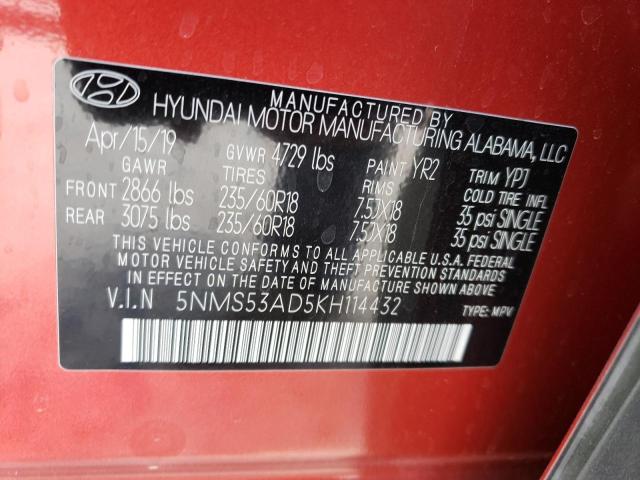 MANUFACTURED BY
HYUNDAI MOTOR MANUFACTURING ALABAMA, LLC
Apr/15/19 GVWR 4729 lbs PAINT YR2 TRIM YPJ
GAWR TIRES RIMS COLD TIRE INFL
FRONT 2866 lbs 235/60R18 7.5JX18 35 psi SINGLE
REAR 3075 lbs 235/60R18 7.5JX18 35 psi SINGLE
THIS VEHICLE CONFORMS TO ALL APPLICABLE U.S.A. FEDERAL
MOTOR VEHICLE SAFETY AND THEFT PREVENTION STANDARDS
IN EFFECT ON THE DATE OF MANUFACTURE SHOWN ABOVE.
V.I.N 5NMS53AD5KH114432
TYPE: MPV